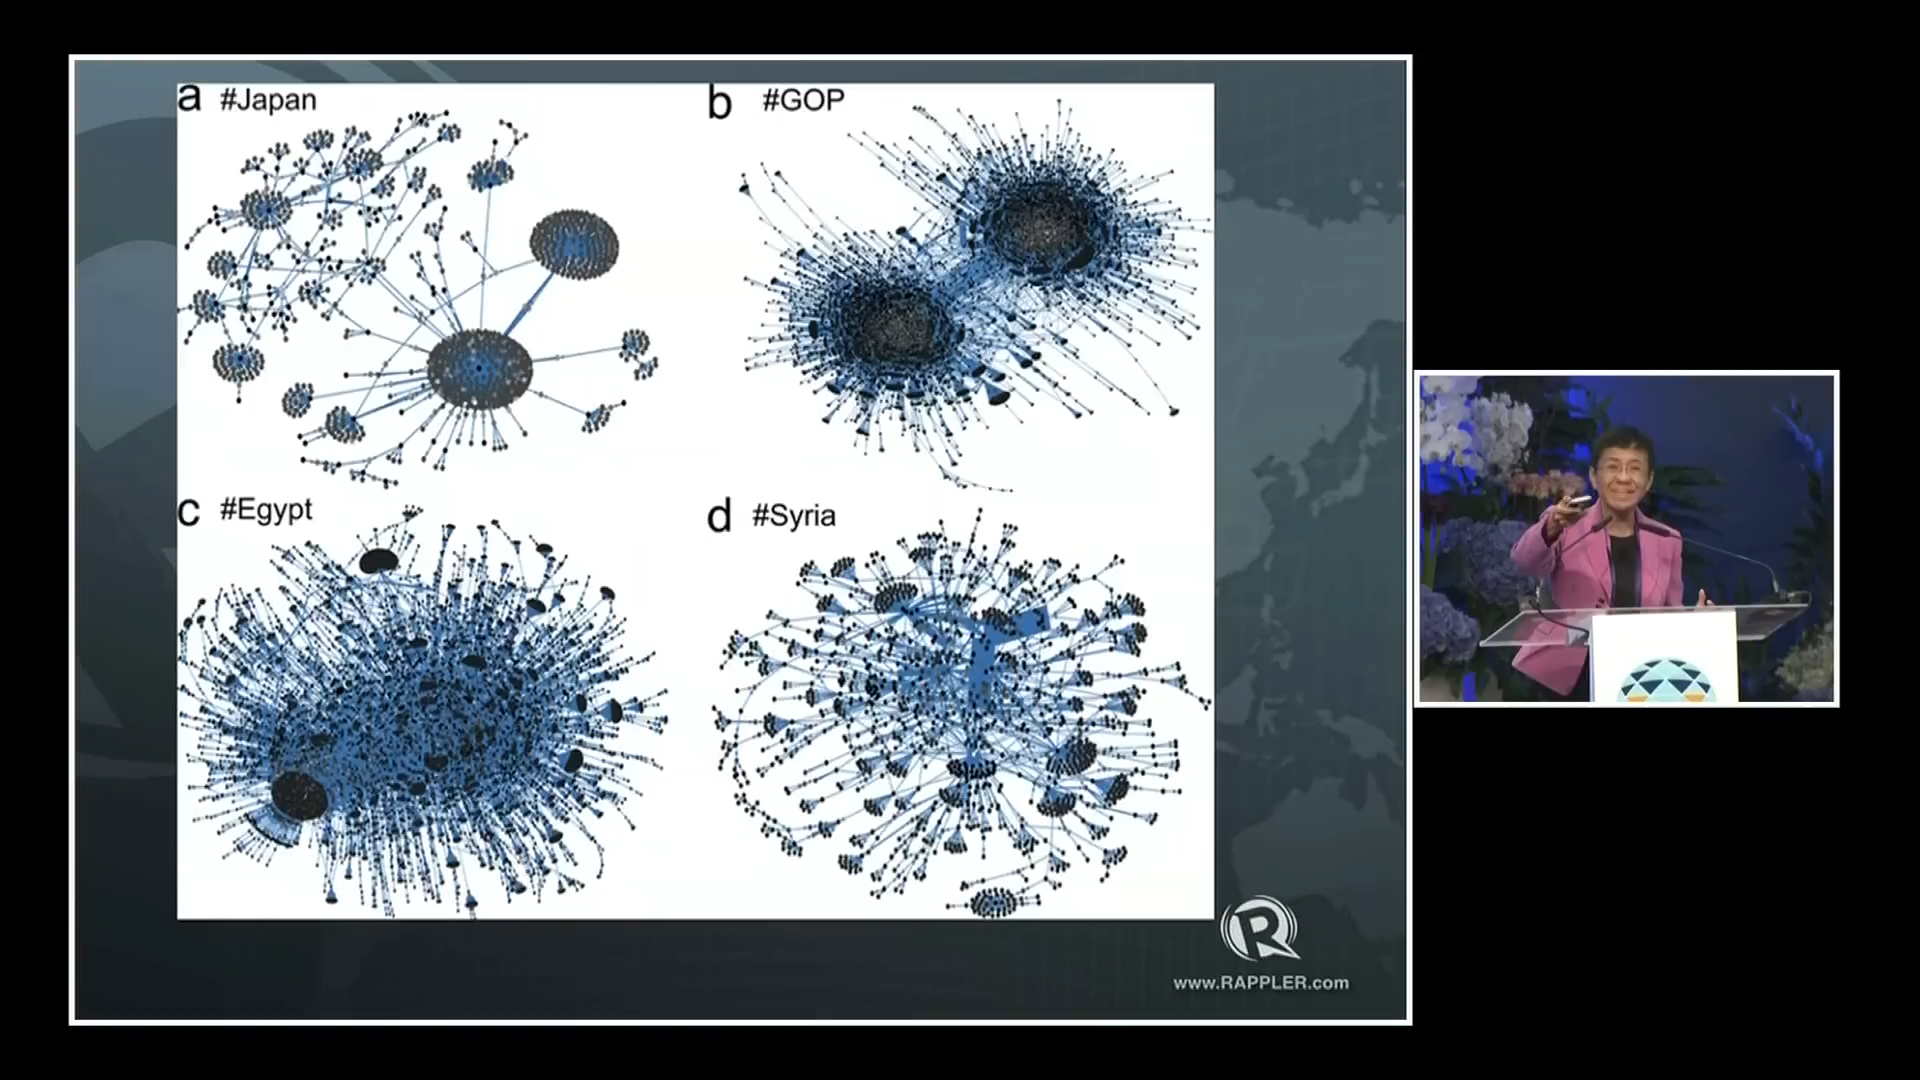 a #Japan
b #GOP
c #Egypt
d #Syria
R
www.RAPPLER.com